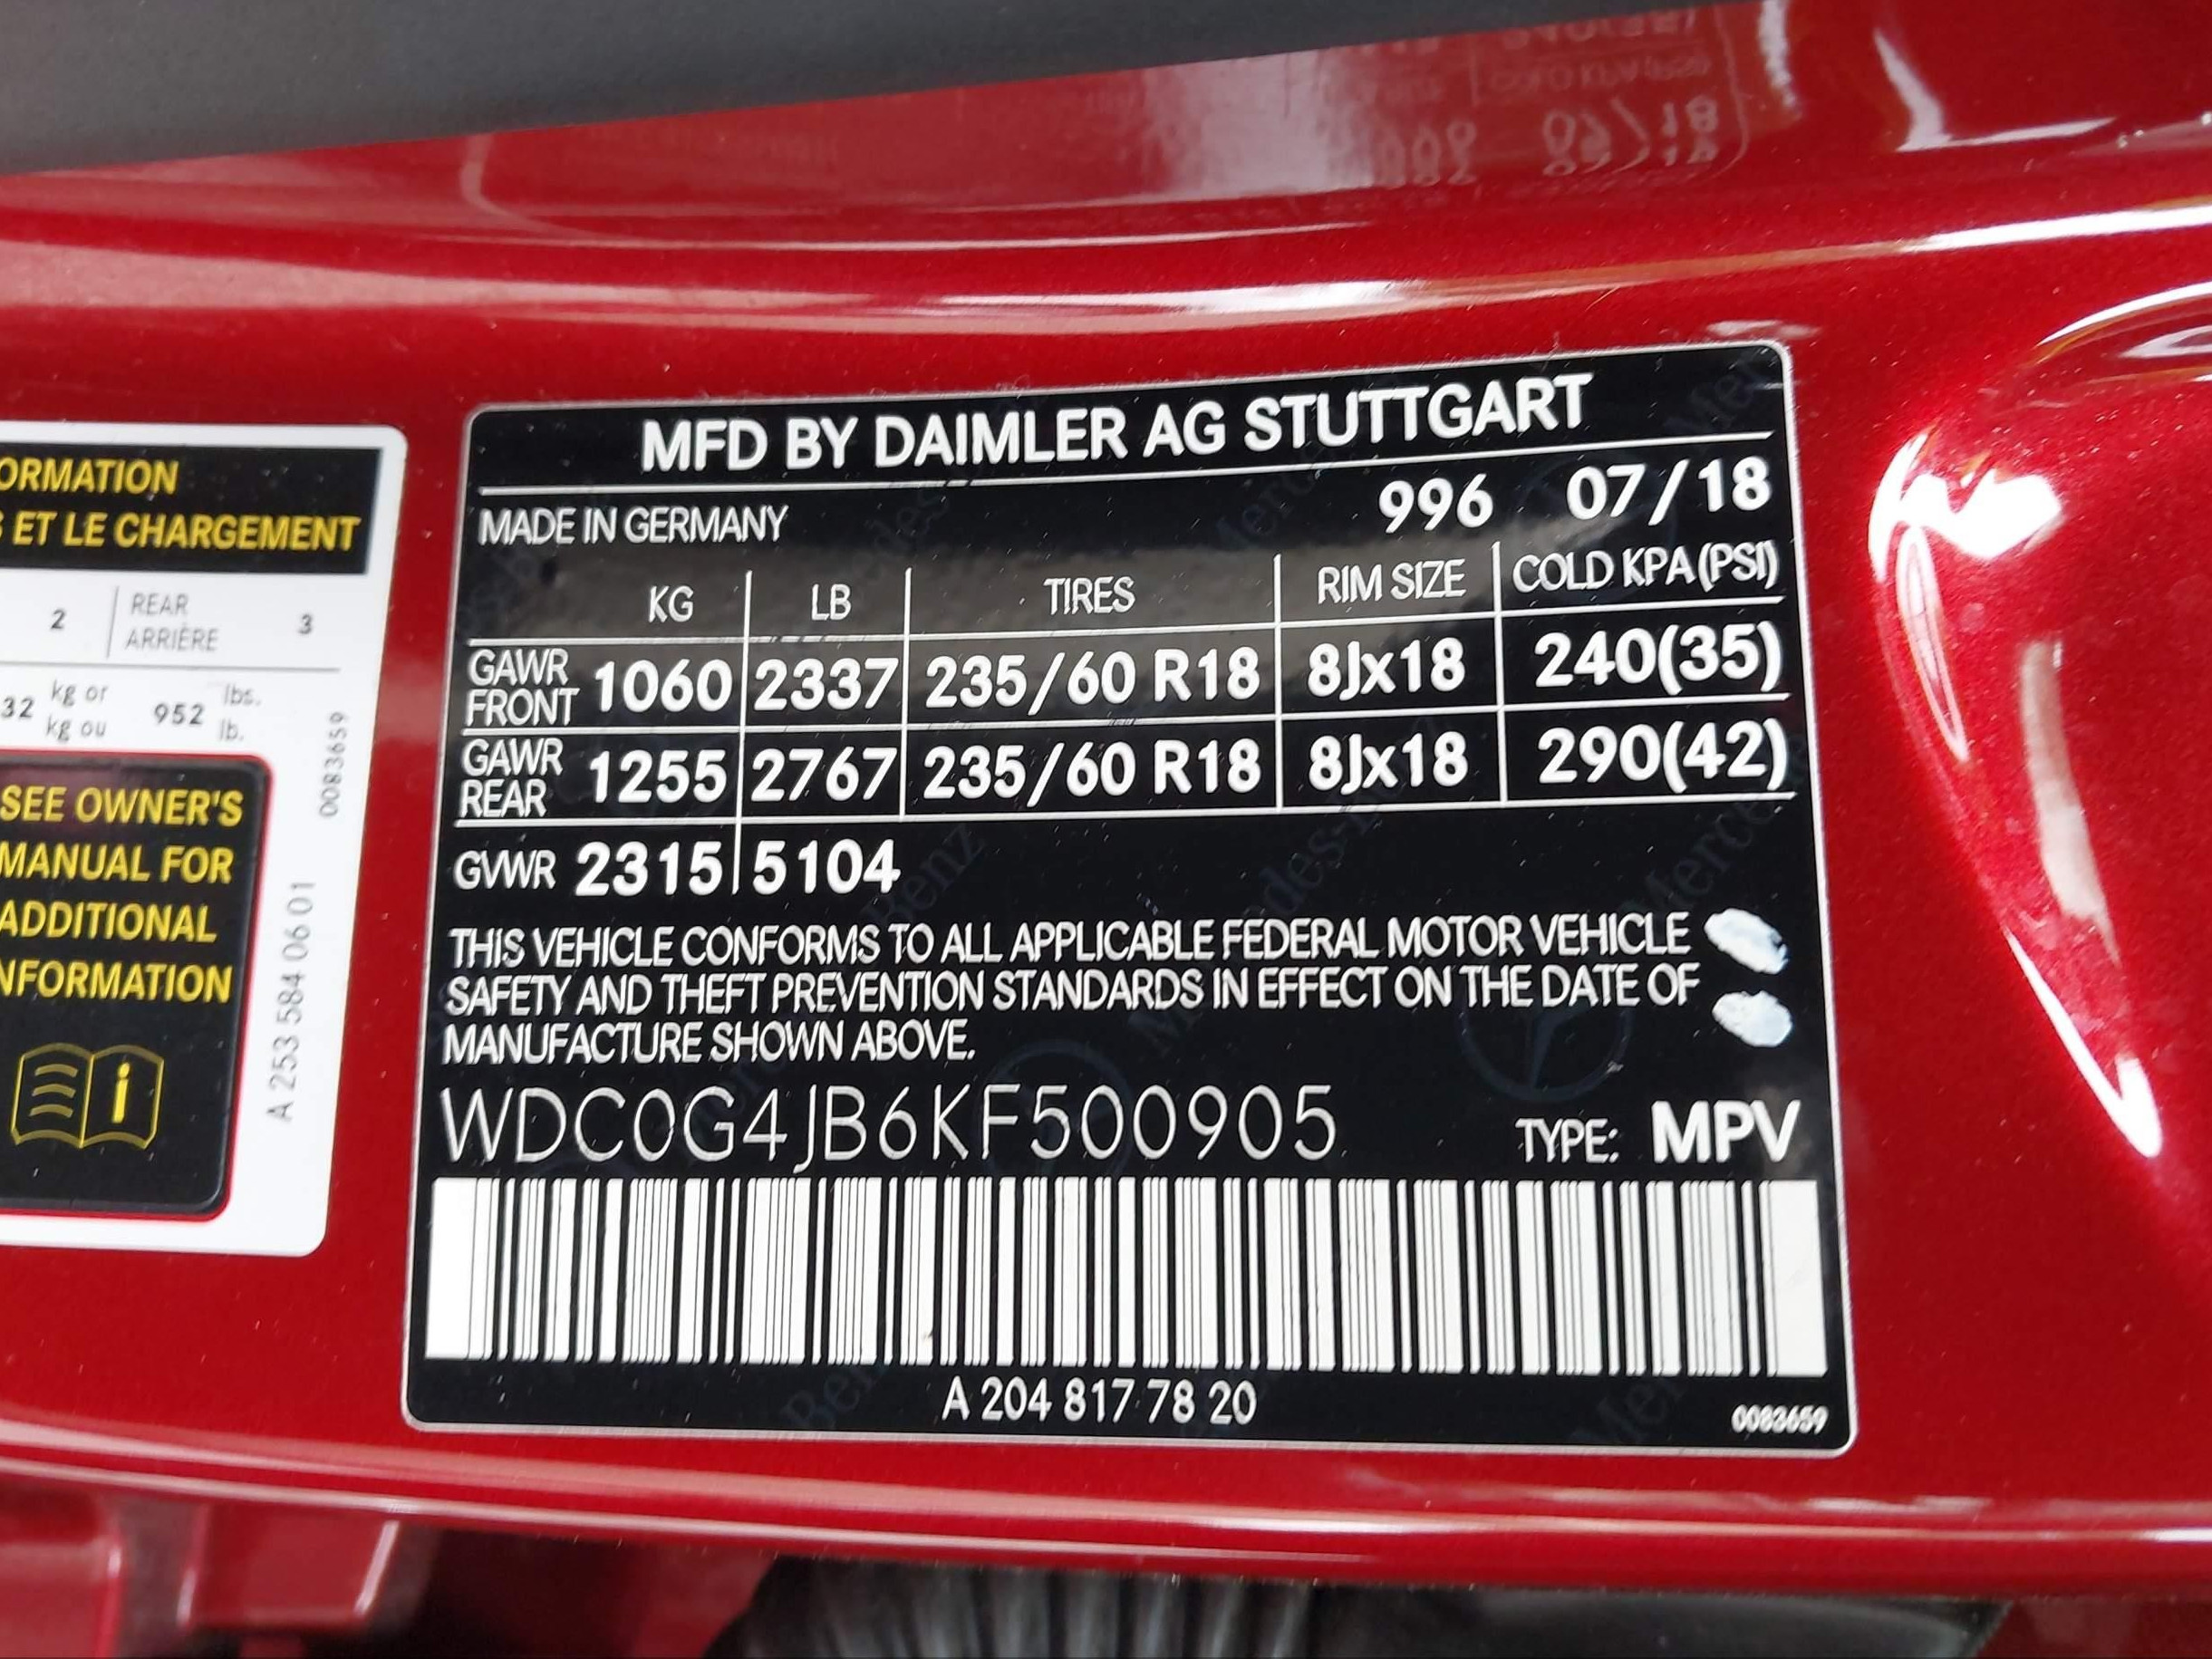 ORMATION
ET LE CHARGEMENT
2 REAR 3
ARRIÈRE
32 kg or 952 lbs.
kg ou lb.
0083659
SEE OWNER'S
MANUAL FOR
ADDITIONAL
NFORMATION
i
A 253 584 06 01
MFD BY DAIMLER AG STUTTGART
MADE IN GERMANY 996 07/18
KG LB TIRES RIM SIZE COLD KPA(PSI)
GAWR FRONT 1060 2337 235/60 R18 8Jx18 240(35)
GAWR REAR 1255 2767 235/60 R18 8Jx18 290(42)
GVWR 2315 5104
THIS VEHICLE CONFORMS TO ALL APPLICABLE FEDERAL MOTOR VEHICLE
SAFETY AND THEFT PREVENTION STANDARDS IN EFFECT ON THE DATE OF
MANUFACTURE SHOWN ABOVE.
WDC0G4JB6KF500905 TYPE: MPV
A 204 817 78 20
0083659